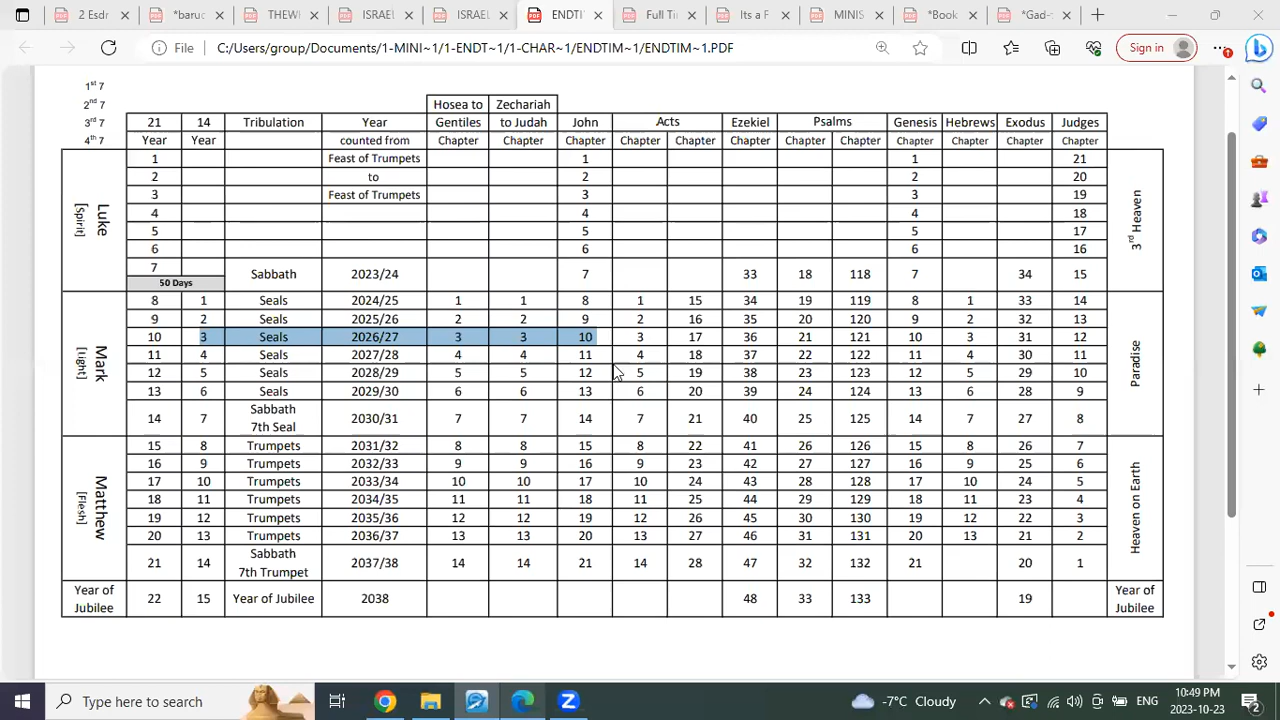 2 Esdr
*baruc
THEWI
ISRAEL
ISRAEL
ENDTI
Full Ti
Its a F
MINIS
*Book
*Gad-t
File C:/Users/group/Documents/1-MINI~1/1-ENDT~1/1-CHAR~1/ENDTIM~1/ENDTIM~1.PDF Sign in
1st 7
2nd 7 Hosea to Zechariah
3rd 7 21 14 Tribulation Year Gentiles to Judah John Acts Ezekiel Psalms Genesis Hebrews Exodus Judges
4th 7 Year Year counted from Chapter Chapter Chapter Chapter Chapter Chapter Chapter Chapter Chapter Chapter Chapter Chapter
Luke
[Spirit]
3rd Heaven
1 Feast of Trumpets 1 1 21
2 to 2 2 20
3 Feast of Trumpets 3 3 19
4 4 4 18
5 5 5 17
6 6 6 16
7 Sabbath 2023/24 7 33 18 118 7 34 15
50 Days
Mark
[Light]
Paradise
8 1 Seals 2024/25 1 1 8 1 15 34 19 119 8 1 33 14
9 2 Seals 2025/26 2 2 9 2 16 35 20 120 9 2 32 13
10 3 Seals 2026/27 3 3 10 3 17 36 21 121 10 3 31 12
11 4 Seals 2027/28 4 4 11 4 18 37 22 122 11 4 30 11
12 5 Seals 2028/29 5 5 12 5 19 38 23 123 12 5 29 10
13 6 Seals 2029/30 6 6 13 6 20 39 24 124 13 6 28 9
14 7 Sabbath 2030/31 7 7 14 7 21 40 25 125 14 7 27 8
7th Seal
Matthew
[Flesh]
Heaven on Earth
15 8 Trumpets 2031/32 8 8 15 8 22 41 26 126 15 8 26 7
16 9 Trumpets 2032/33 9 9 16 9 23 42 27 127 16 9 25 6
17 10 Trumpets 2033/34 10 10 17 10 24 43 28 128 17 10 24 5
18 11 Trumpets 2034/35 11 11 18 11 25 44 29 129 18 11 23 4
19 12 Trumpets 2035/36 12 12 19 12 26 45 30 130 19 12 22 3
20 13 Trumpets 2036/37 13 13 20 13 27 46 31 131 20 13 21 2
21 14 Sabbath 2037/38 14 14 21 14 28 47 32 132 21 20 1
7th Trumpet
Year of Jubilee 22 15 Year of Jubilee 2038 48 33 133 19 Year of Jubilee
Type here to search
-7°C Cloudy
ENG
10:49 PM
2023-10-23
2